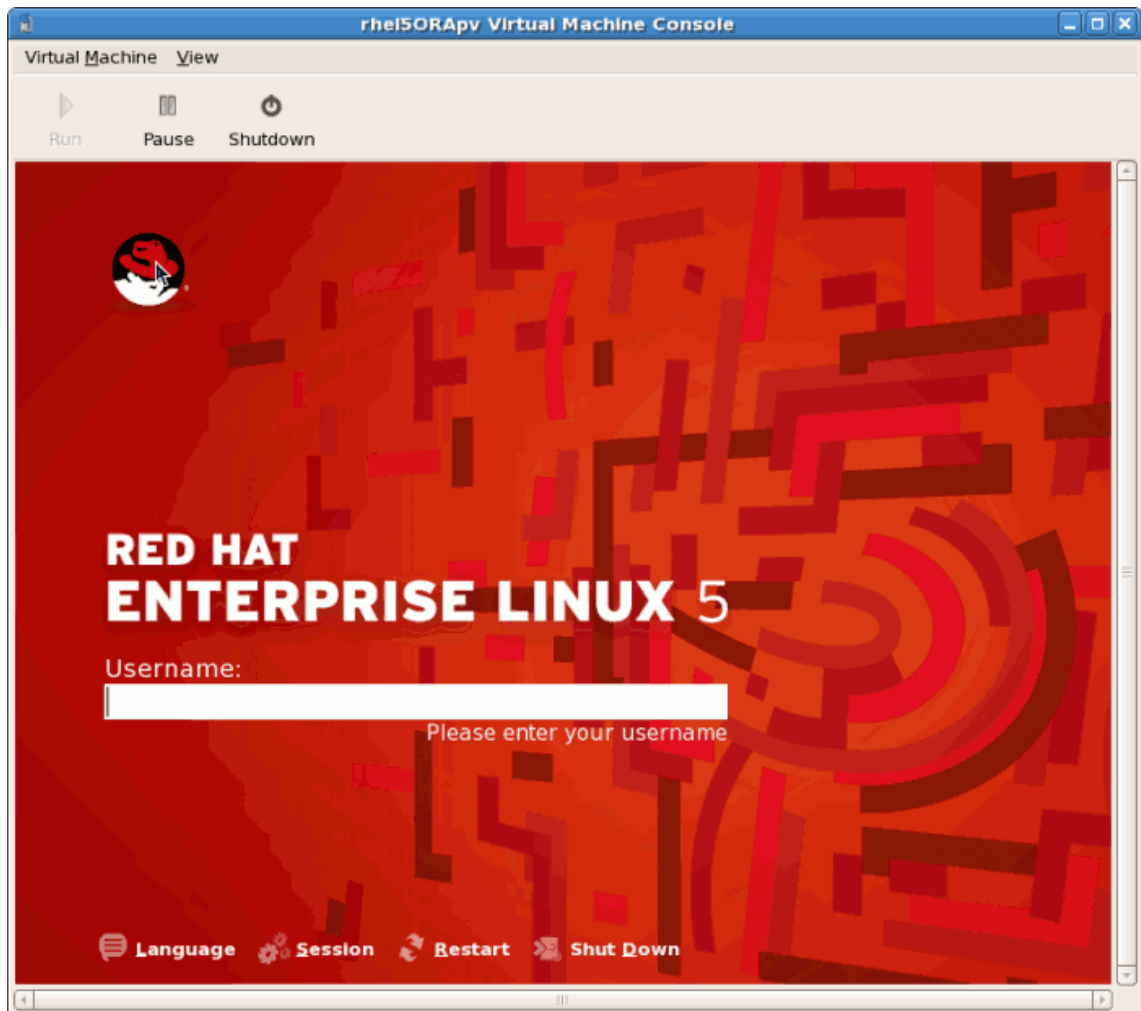 rhel5ORApv Virtual Machine Console
Virtual Machine View
Run Pause Shutdown
RED HAT
ENTERPRISE LINUX 5
Username:
Please enter your username
Language Session Restart Shut Down